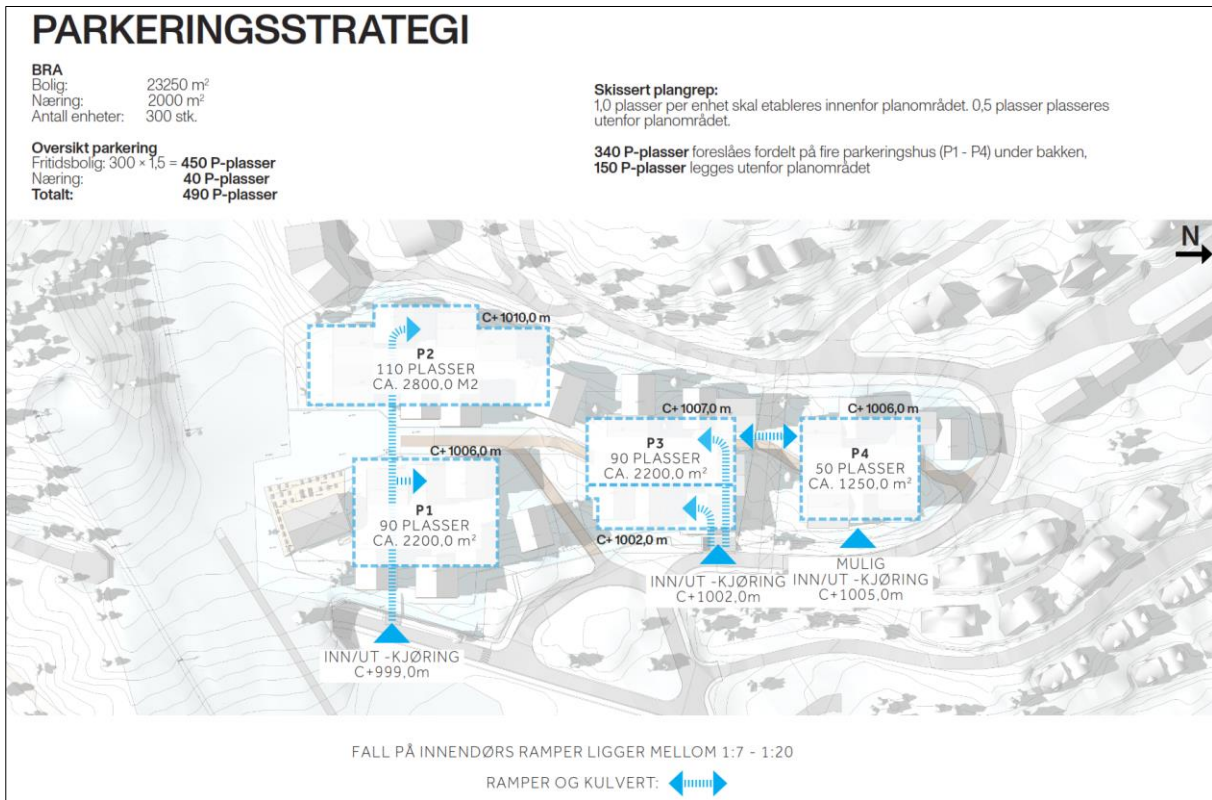 PARKERINGSSTRATEGI
BRA
Bolig: 23250 m²
Næring: 2000 m²
Antall enheter: 300 stk.
Oversikt parkering
Fritidsbolig: 300 × 1,5 = 450 P-plasser
Næring: 40 P-plasser
Totalt: 490 P-plasser
Skissert plangrep:
1,0 plasser per enhet skal etableres innenfor planområdet. 0,5 plasser plasseres
utenfor planområdet.
340 P-plasser foreslåes fordelt på fire parkeringshus (P1 - P4) under bakken,
150 P-plasser legges utenfor planområdet
N
C+1010,0 m
P2
110 PLASSER
CA. 2800,0 M2
C+1006,0 m
P1
90 PLASSER
CA. 2200,0 m²
INN/UT -KJØRING
C+999,0m
C+1007,0 m
P3
90 PLASSER
CA. 2200,0 m²
C+1002,0m
INN/UT -KJØRING
C+1002,0m
C+1006,0m
P4
50 PLASSER
CA. 1250,0 m²
MULIG
INN/UT -KJØRING
C+1005,0m
FALL PÅ INNENDØRS RAMPER LIGGER MELLOM 1:7 - 1:20
RAMPER OG KULVERT: